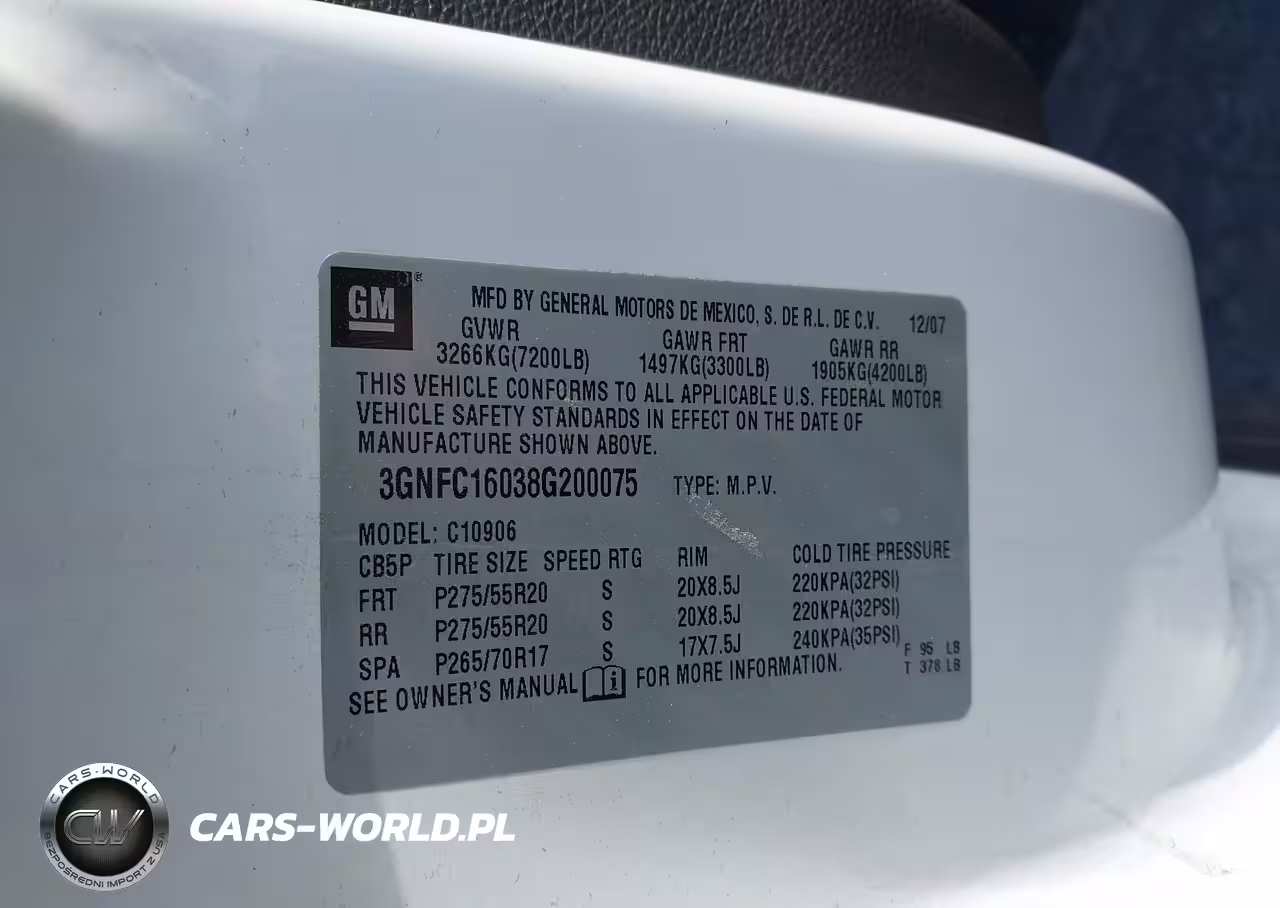 GM ®
MFD BY GENERAL MOTORS DE MEXICO, S. DE R.L. DE C.V. 12/07
GVWR GAWR FRT GAWR RR
3266KG(7200LB) 1497KG(3300LB) 1905KG(4200LB)
THIS VEHICLE CONFORMS TO ALL APPLICABLE U.S. FEDERAL MOTOR
VEHICLE SAFETY STANDARDS IN EFFECT ON THE DATE OF
MANUFACTURE SHOWN ABOVE.
3GNFC16038G200075 TYPE: M.P.V.
MODEL: C10906
CB5P TIRE SIZE SPEED RTG RIM COLD TIRE PRESSURE
FRT P275/55R20 S 20X8.5J 220KPA(32PSI)
RR P275/55R20 S 20X8.5J 220KPA(32PSI)
SPA P265/70R17 S 17X7.5J 240KPA(35PSI)
F 95 LB
T 378 LB
SEE OWNER'S MANUAL i FOR MORE INFORMATION.
CARS-WORLD
CW
BEZPOŚREDNI IMPORT Z USA
CARS-WORLD.PL